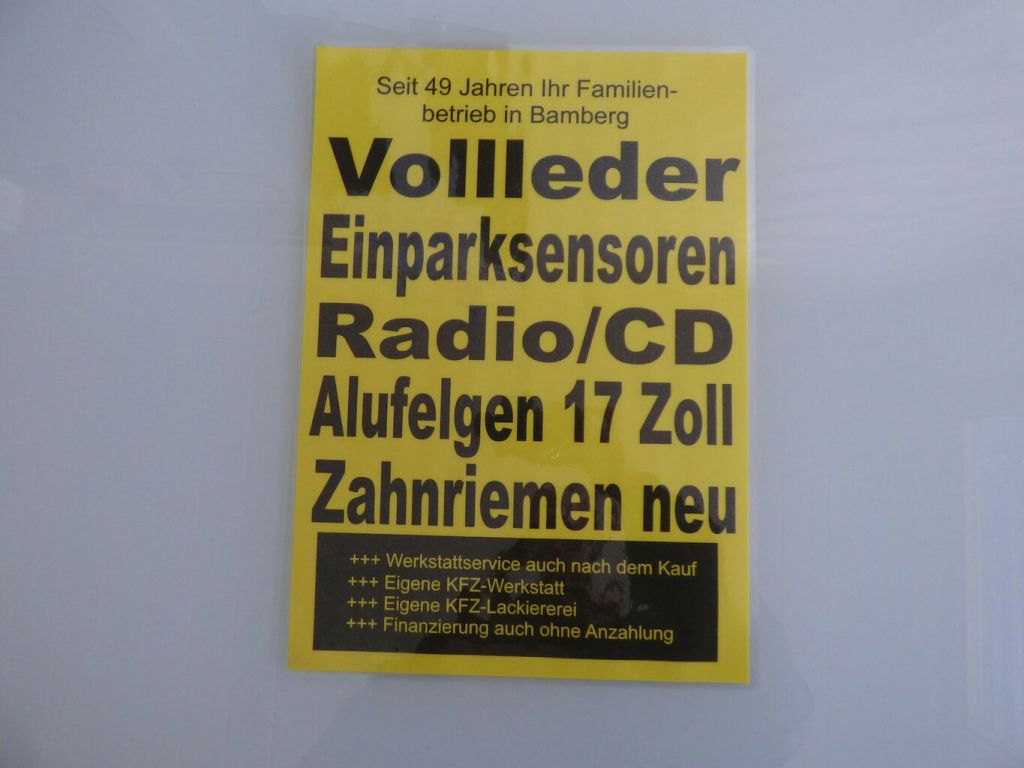 Seit 49 Jahren Ihr Familien-
betrieb in Bamberg
Vollleder
Einparksensoren
Radio/CD
Alufelgen 17 Zoll
Zahnriemen neu
+++ Werkstattservice auch nach dem Kauf
+++ Eigene KFZ-Werkstatt
+++ Eigene KFZ-Lackiererei
+++ Finanzierung auch ohne Anzahlung